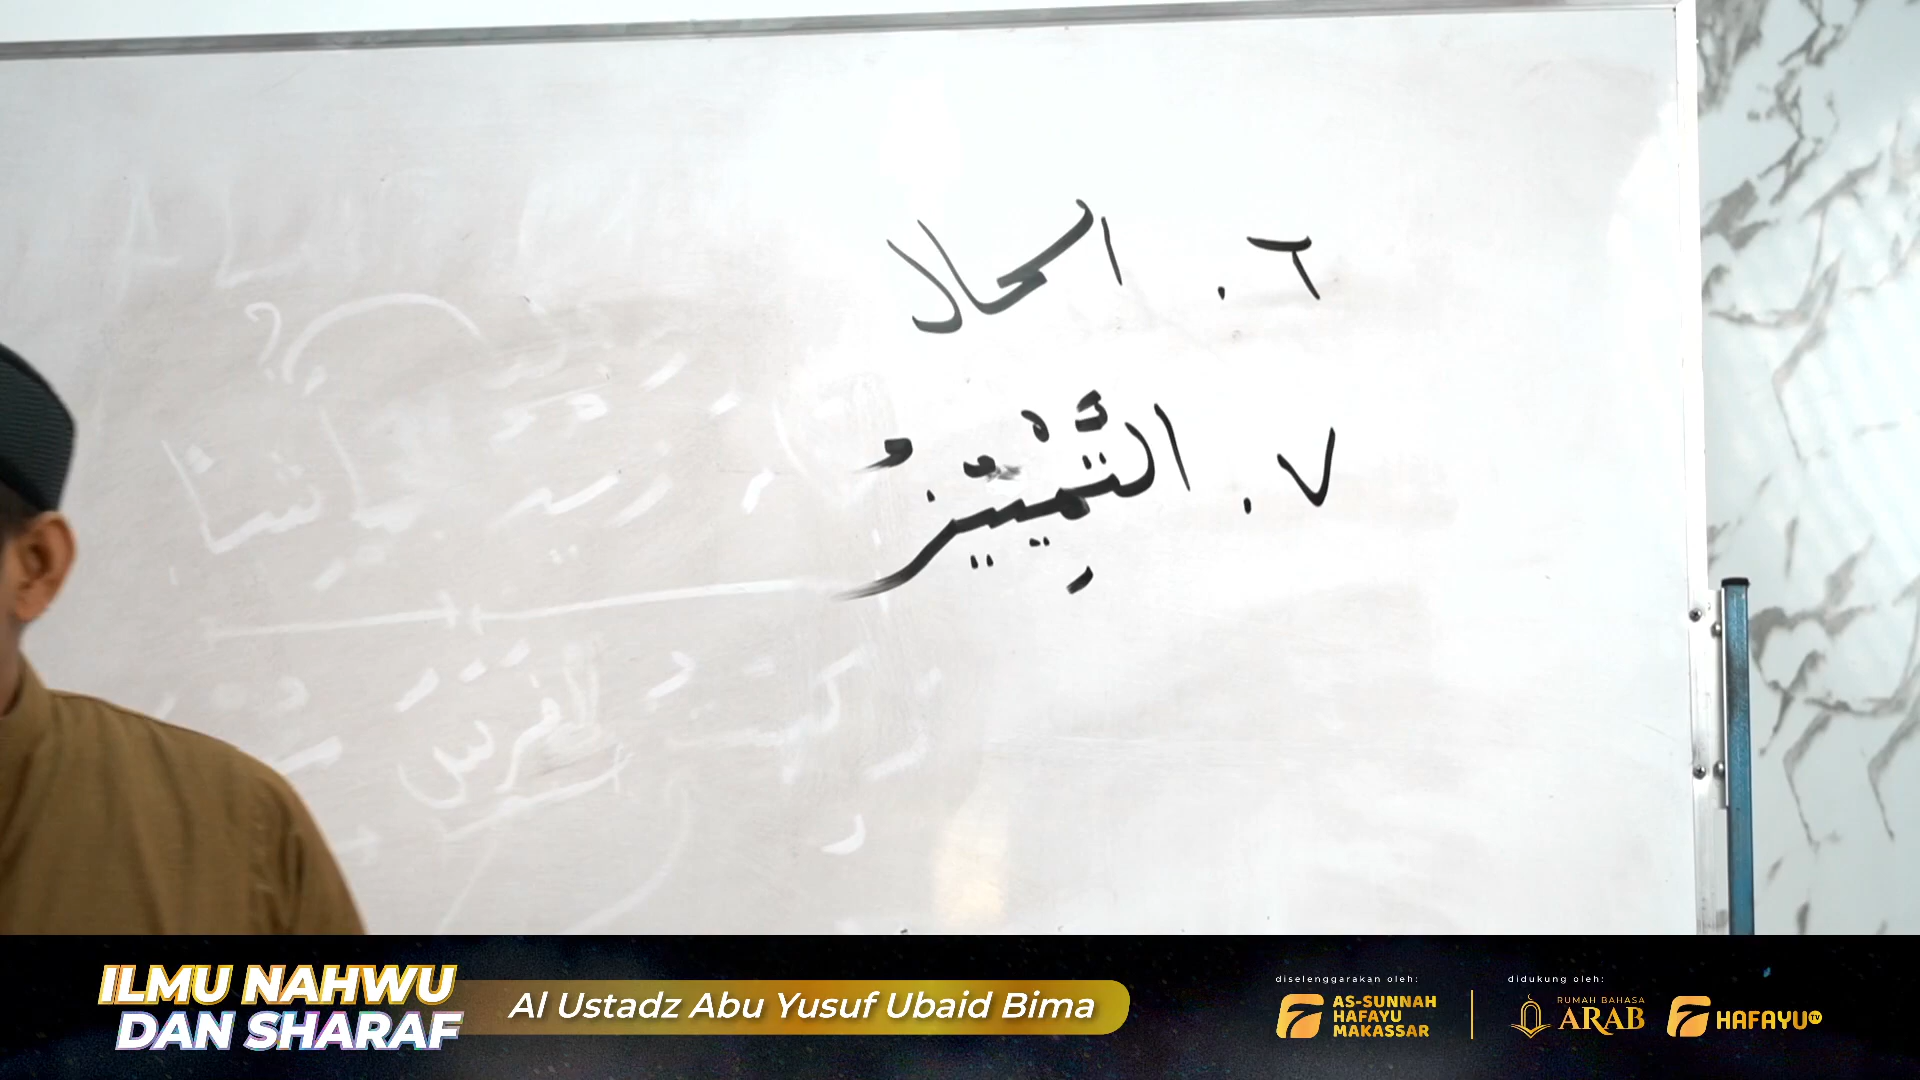 ٦. الحال
٧. التَّمْيِيْزُ
ILMU NAHWU
DAN SHARAF
Al Ustadz Abu Yusuf Ubaid Bima
diselenggarakan oleh:
AS-SUNNAH
HAFAYU
MAKASSAR
didukung oleh:
RUMAH BAHASA
ARAB
HAFAYU TV